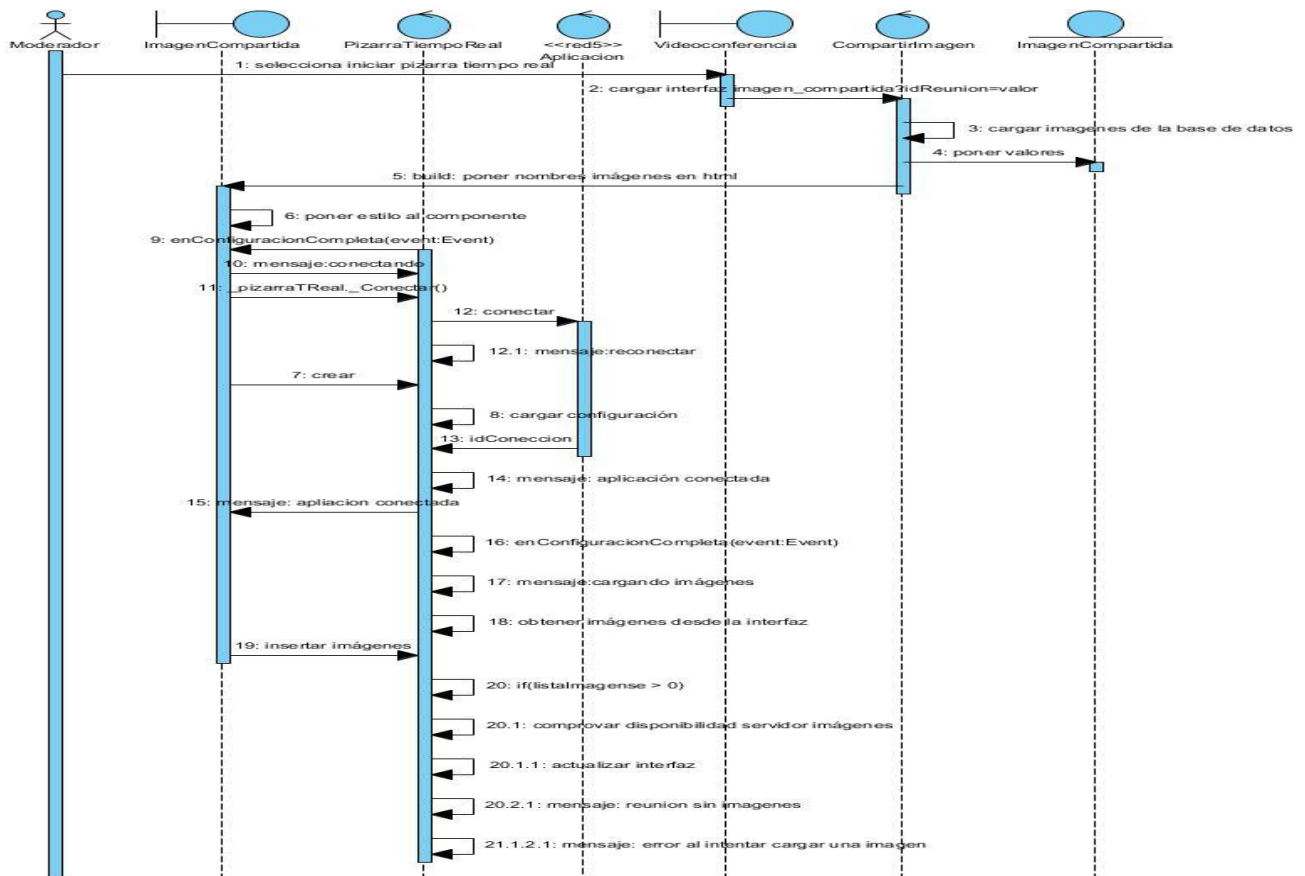 Moderador
ImagenCompartida
PizarraTiempoReal
<<red5>>
Aplicacion
Videoconferencia
CompartirImagen
ImagenCompartida
1: selecciona iniciar pizarra tiempo real
2: cargar interfaz imagen_compartida?idReunion=valor
3: cargar imagenes de la base de datos
4: poner valores
5: build: poner nombres imágenes en html
6: poner estilo al componente
9: enConfiguracionCompleta(event:Event)
10: mensaje:conectando
11: _pizarraTReal._Conectar()
12: conectar
12.1: mensaje:reconectar
7: crear
8: cargar configuración
13: idConeccion
14: mensaje: aplicación conectada
15: mensaje: apliacion conectada
16: enConfiguracionCompleta(event:Event)
17: mensaje:cargando imágenes
18: obtener imágenes desde la interfaz
19: insertar imágenes
20: if(listaImagense > 0)
20.1: comprovar disponibilidad servidor imágenes
20.1.1: actualizar interfaz
20.2.1: mensaje: reunion sin imagenes
21.1.2.1: mensaje: error al intentar cargar una imagen